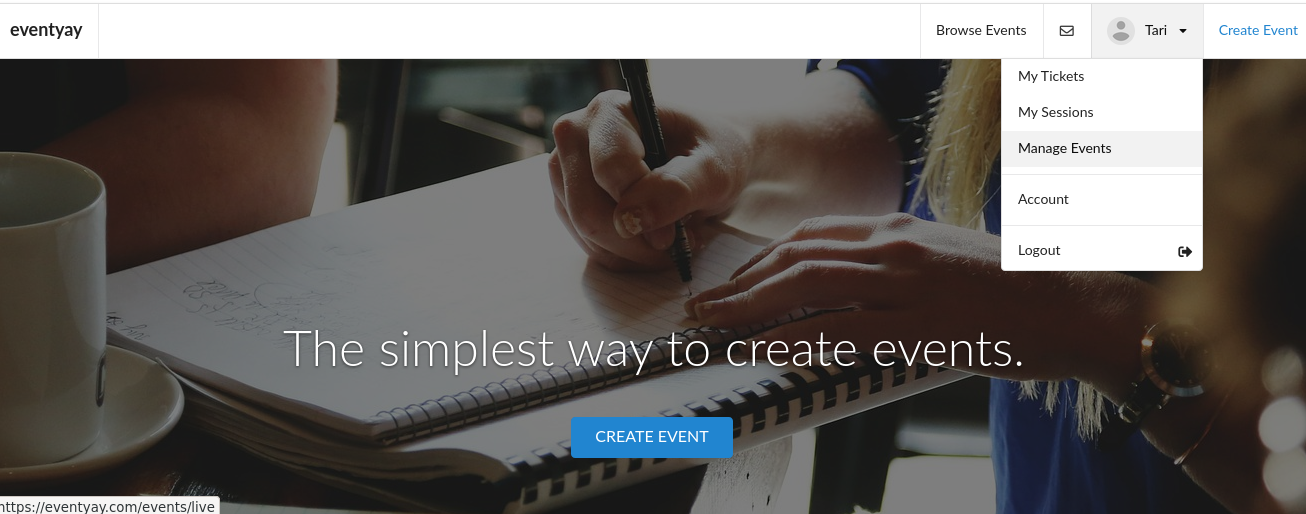 eventyay
Browse Events
Tari
Create Event
My Tickets
My Sessions
Manage Events
Account
Logout
The simplest way to create events.
CREATE EVENT
https://eventyay.com/events/live